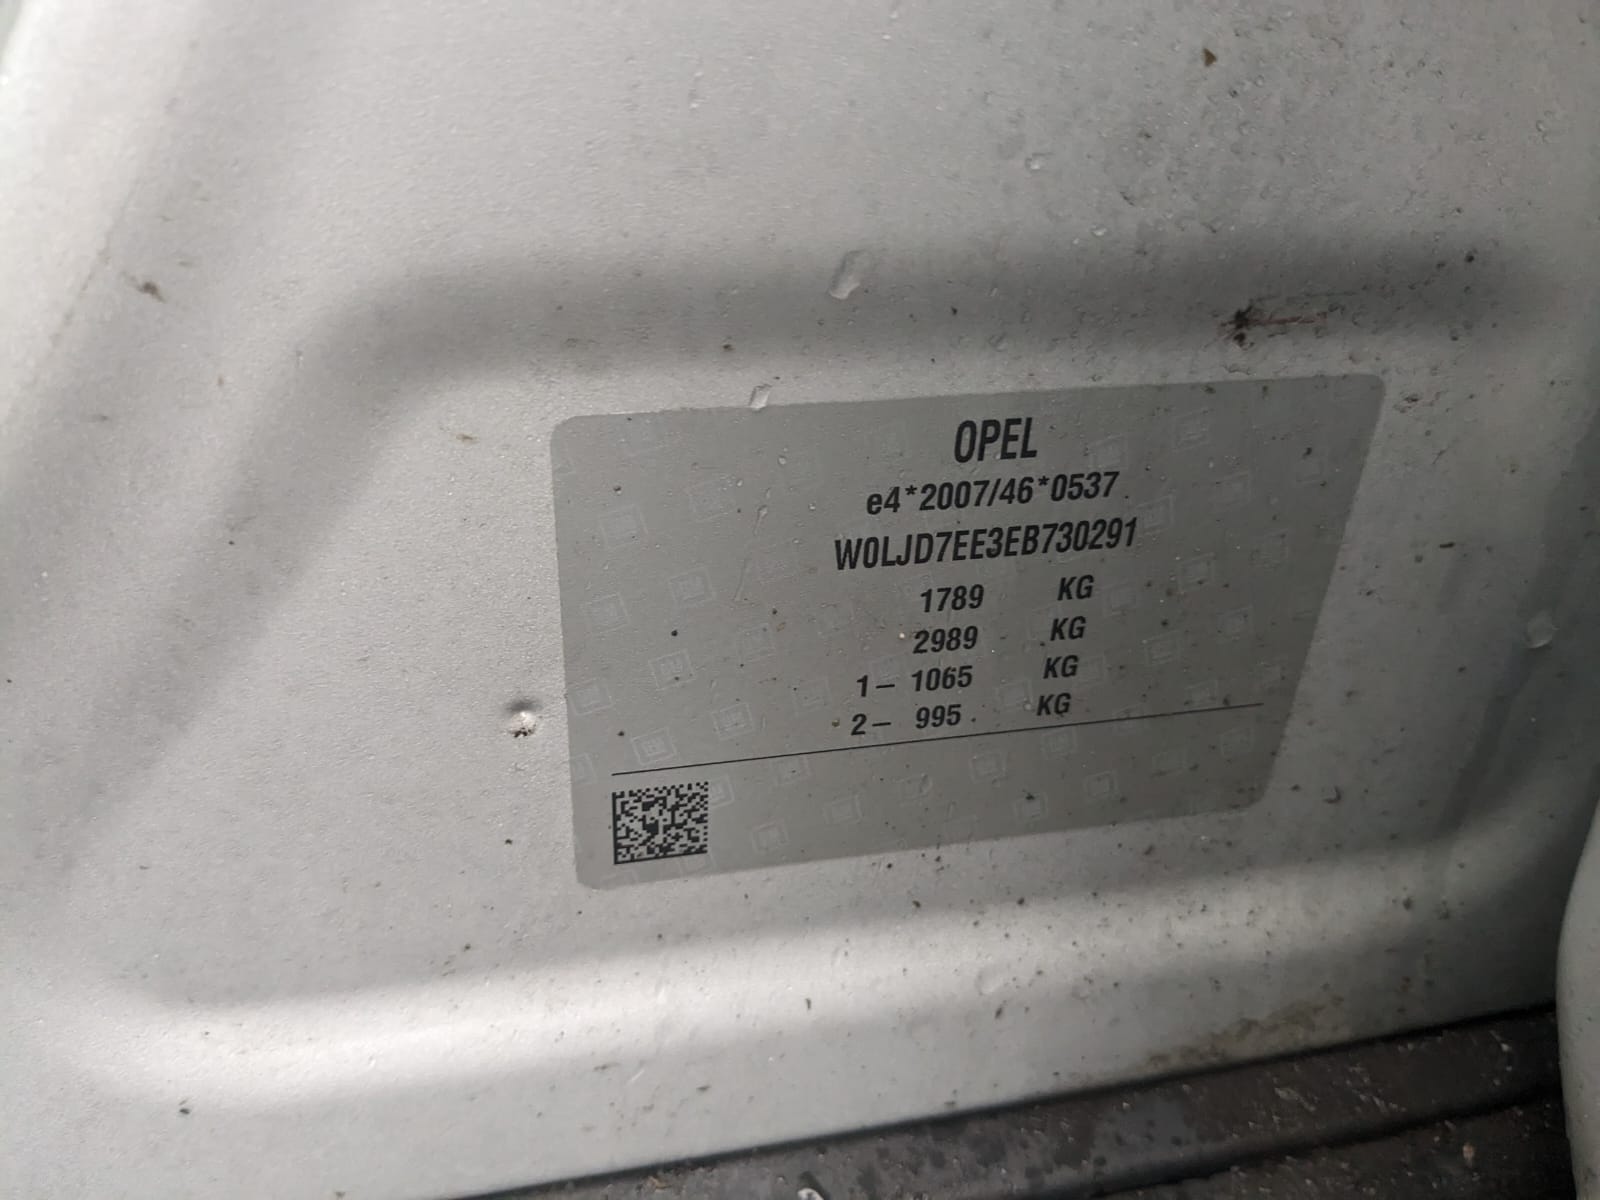 OPEL
e4*2007/46*0537
W0LJD7EE3EB730291
1789 KG
2989 KG
1– 1065 KG
2– 995 KG